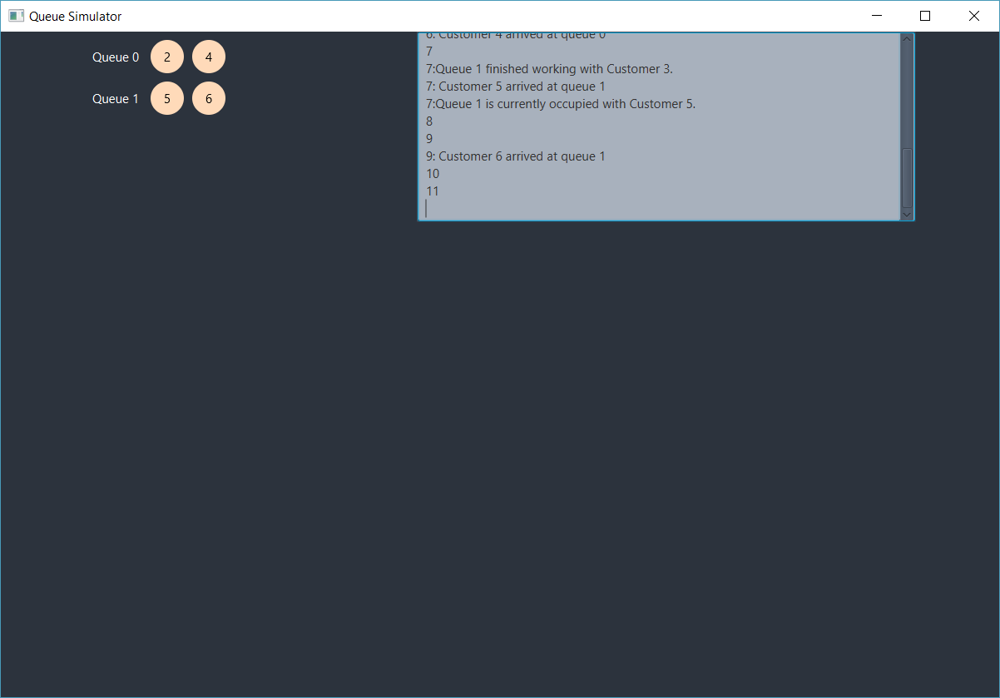 Queue Simulator
Queue 0 2 4
Queue 1 5 6
6: Customer 4 arrived at queue 0
7
7:Queue 1 finished working with Customer 3.
7: Customer 5 arrived at queue 1
7:Queue 1 is currently occupied with Customer 5.
8
9
9: Customer 6 arrived at queue 1
10
11